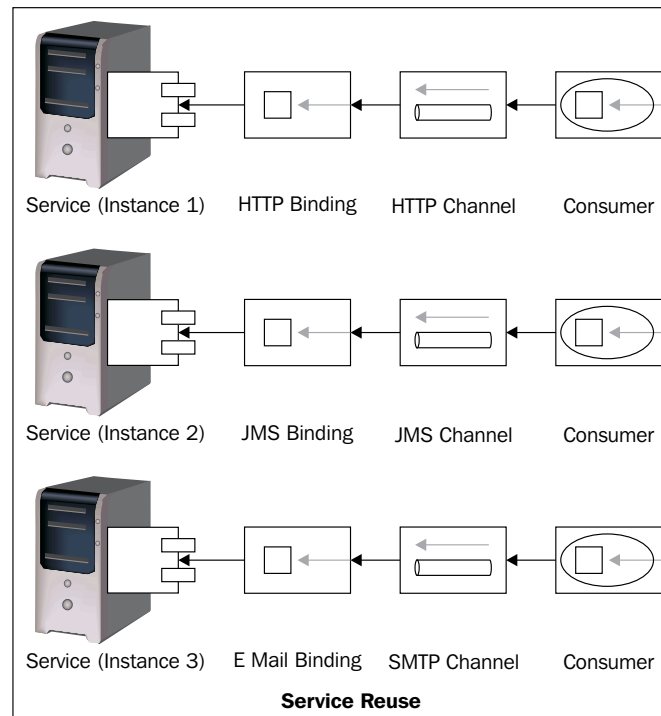 Service (Instance 1) HTTP Binding HTTP Channel Consumer
Service (Instance 2) JMS Binding JMS Channel Consumer
Service (Instance 3) E Mail Binding SMTP Channel Consumer
Service Reuse